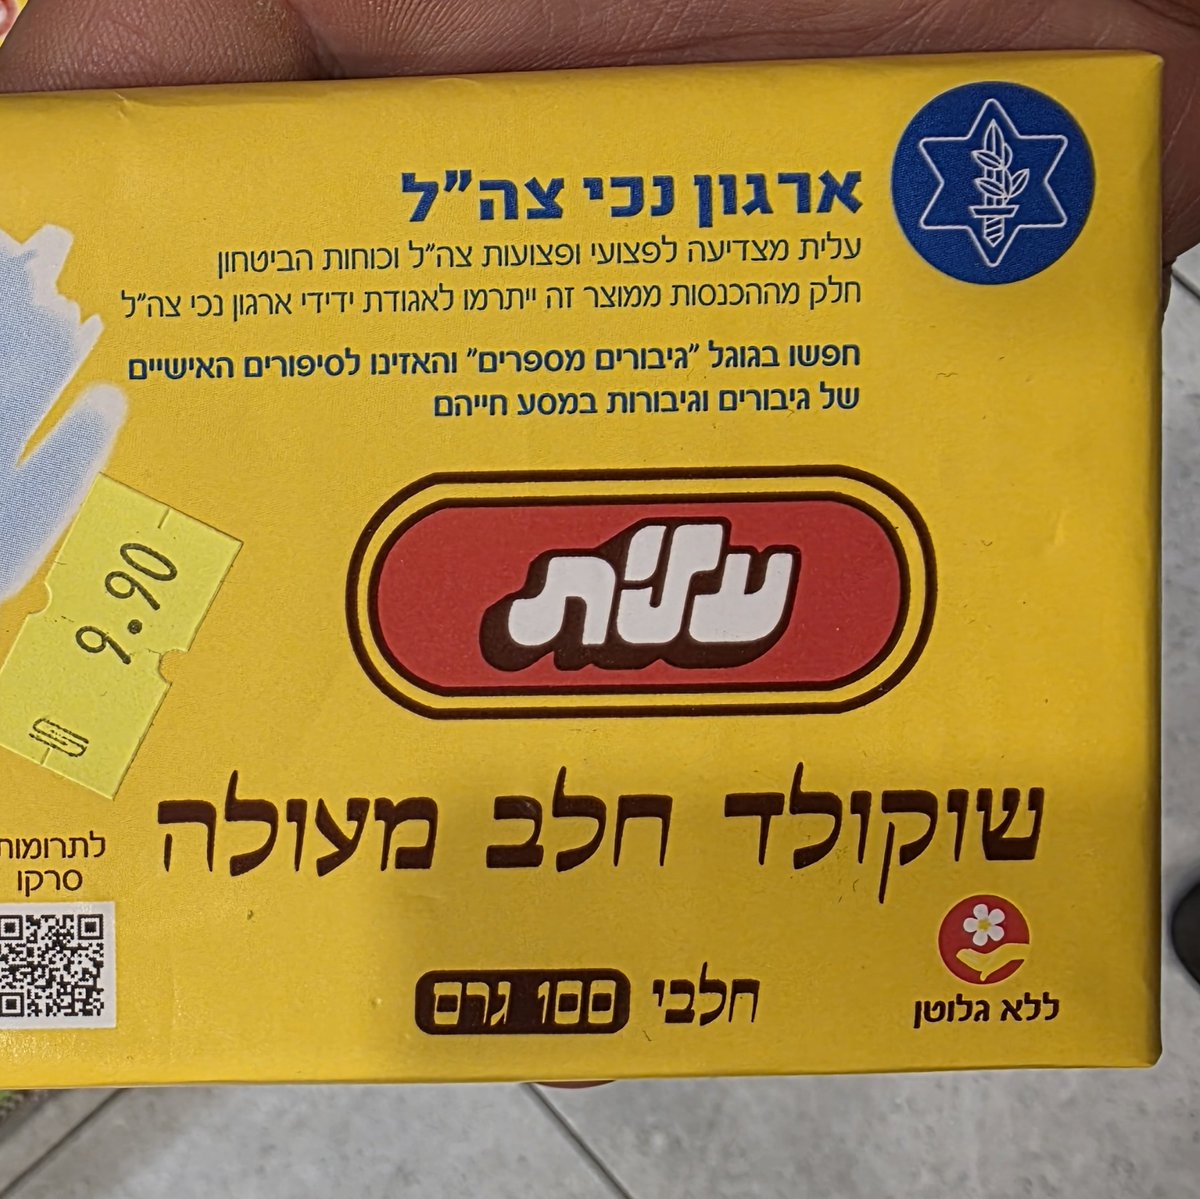 ארגון נכי צה"ל
עלית מצדיעה לפצועי ופצועות צה"ל וכוחות הביטחון
חלק מההכנסות ממוצר זה ייתרמו לאגודת ידידי ארגון נכי צה"ל
חפשו בגוגל "גיבורים מספרים" והאזינו לסיפורים האישיים
של גיבורים וגיבורות במסע חייהם
עלית
9.90
שוקולד חלב מעולה
לתרומות
סרקו
חלבי 100 גרם
ללא גלוטן